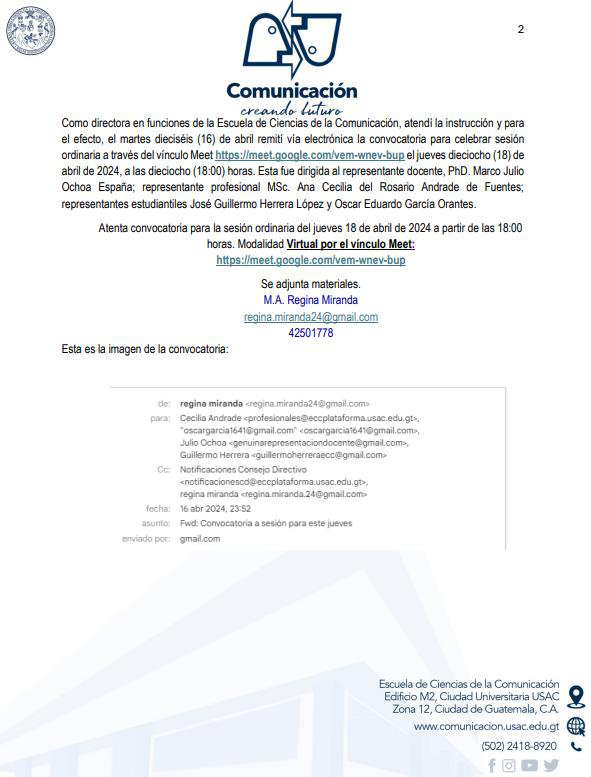 2
Comunicación
creando futuro
Como directora en funciones de la Escuela de Ciencias de la Comunicación, atendí la instrucción y para
el efecto, el martes dieciséis (16) de abril remití vía electrónica la convocatoria para celebrar sesión
ordinaria a través del vínculo Meet https://meet.google.com/vem-wnev-bup el jueves dieciocho (18) de
abril de 2024, a las dieciocho (18:00) horas. Esta fue dirigida al representante docente, PhD. Marco Julio
Ochoa España; representante profesional MSc. Ana Cecilia del Rosario Andrade de Fuentes;
representantes estudiantiles José Guillermo Herrera López y Oscar Eduardo García Orantes.
Atenta convocatoria para la sesión ordinaria del jueves 18 de abril de 2024 a partir de las 18:00
horas. Modalidad Virtual por el vínculo Meet:
https://meet.google.com/vem-wnev-bup
Se adjunta materiales.
M.A. Regina Miranda
regina.miranda24@gmail.com
42501778
Esta es la imagen de la convocatoria:
de: regina miranda <regina.miranda24@gmail.com>
para: Cecilia Andrade <profesionales@eccplataforma.usac.edu.gt>,
"oscargarcia1641@gmail.com" <oscargarcia1641@gmail.com>,
Julio Ochoa <genuinarepresentaciondocente@gmail.com>,
Guillermo Herrera <guillermoherreraecc@gmail.com>
Cc: Notificaciones Consejo Directivo
<notificacionescd@eccplataforma.usac.edu.gt>,
regina miranda <regina.miranda.24@gmail.com>
fecha: 16 abr 2024, 23:52
asunto: Fwd: Convocatoria a sesión para este jueves
enviado por: gmail.com
Escuela de Ciencias de la Comunicación
Edificio M2, Ciudad Universitaria USAC
Zona 12, Ciudad de Guatemala, C.A.
www.comunicacion.usac.edu.gt
(502) 2418-8920